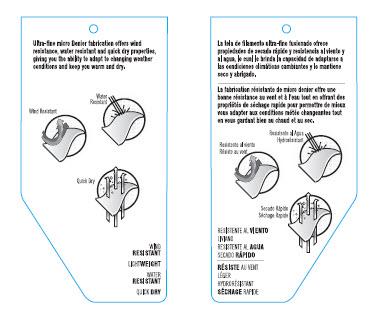 Ultra-fine micro Denier fabrication offers wind
resistance, water resistant and quick dry properties,
giving you the ability to adapt to changing weather
conditions and keep you warm and dry.
Water
Resistant
Wind Resistant
Quick Dry
WIND
RESISTANT
LIGHTWEIGHT
WATER
RESISTANT
QUICK DRY
La tela de filamento ultra-fine fusionado ofrece
propiedades de secado rápido y resistencia al viento y
al agua, lo cual le brinda la capacidad de adaptarse a
las condiciones climáticas cambiantes y lo mantiene
seco y abrigado.
La fabrication résistante de micro denier offre une
bonne résistance au vent et à l'eau tout en offrant des
propriétés de séchage rapide pour permettre de mieux
vous adapter aux conditions météo changeantes tout
en vous gardant bien au chaud et au sec.
Resistente al Agua
Hydrorésistant
Resistente al viento
Résiste au vent
Secado Rápido
Séchage Rapide
RESISTENTE AL VIENTO
LIVIANO
RESISTENTE AL AGUA
SECADO RÁPIDO
RÉSISTE AU VENT
LÉGER
HYDRORÉSISTANT
SÉCHAGE RAPIDE